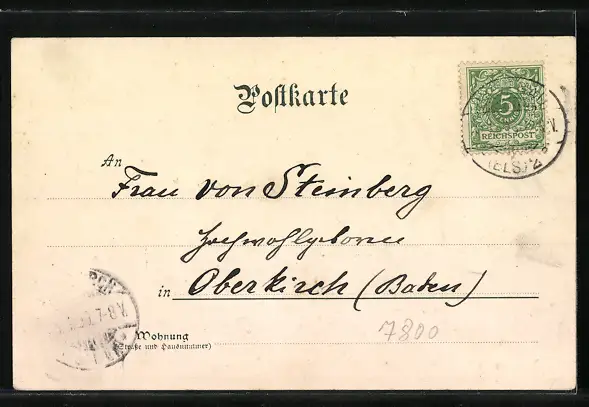 Postkarte
5
REICHSPOST
An
Frau von Steinberg
Hochwohlgeboren
in Oberkirch (Baden)
7800
Wohnung
(Straße und Hausnummer)